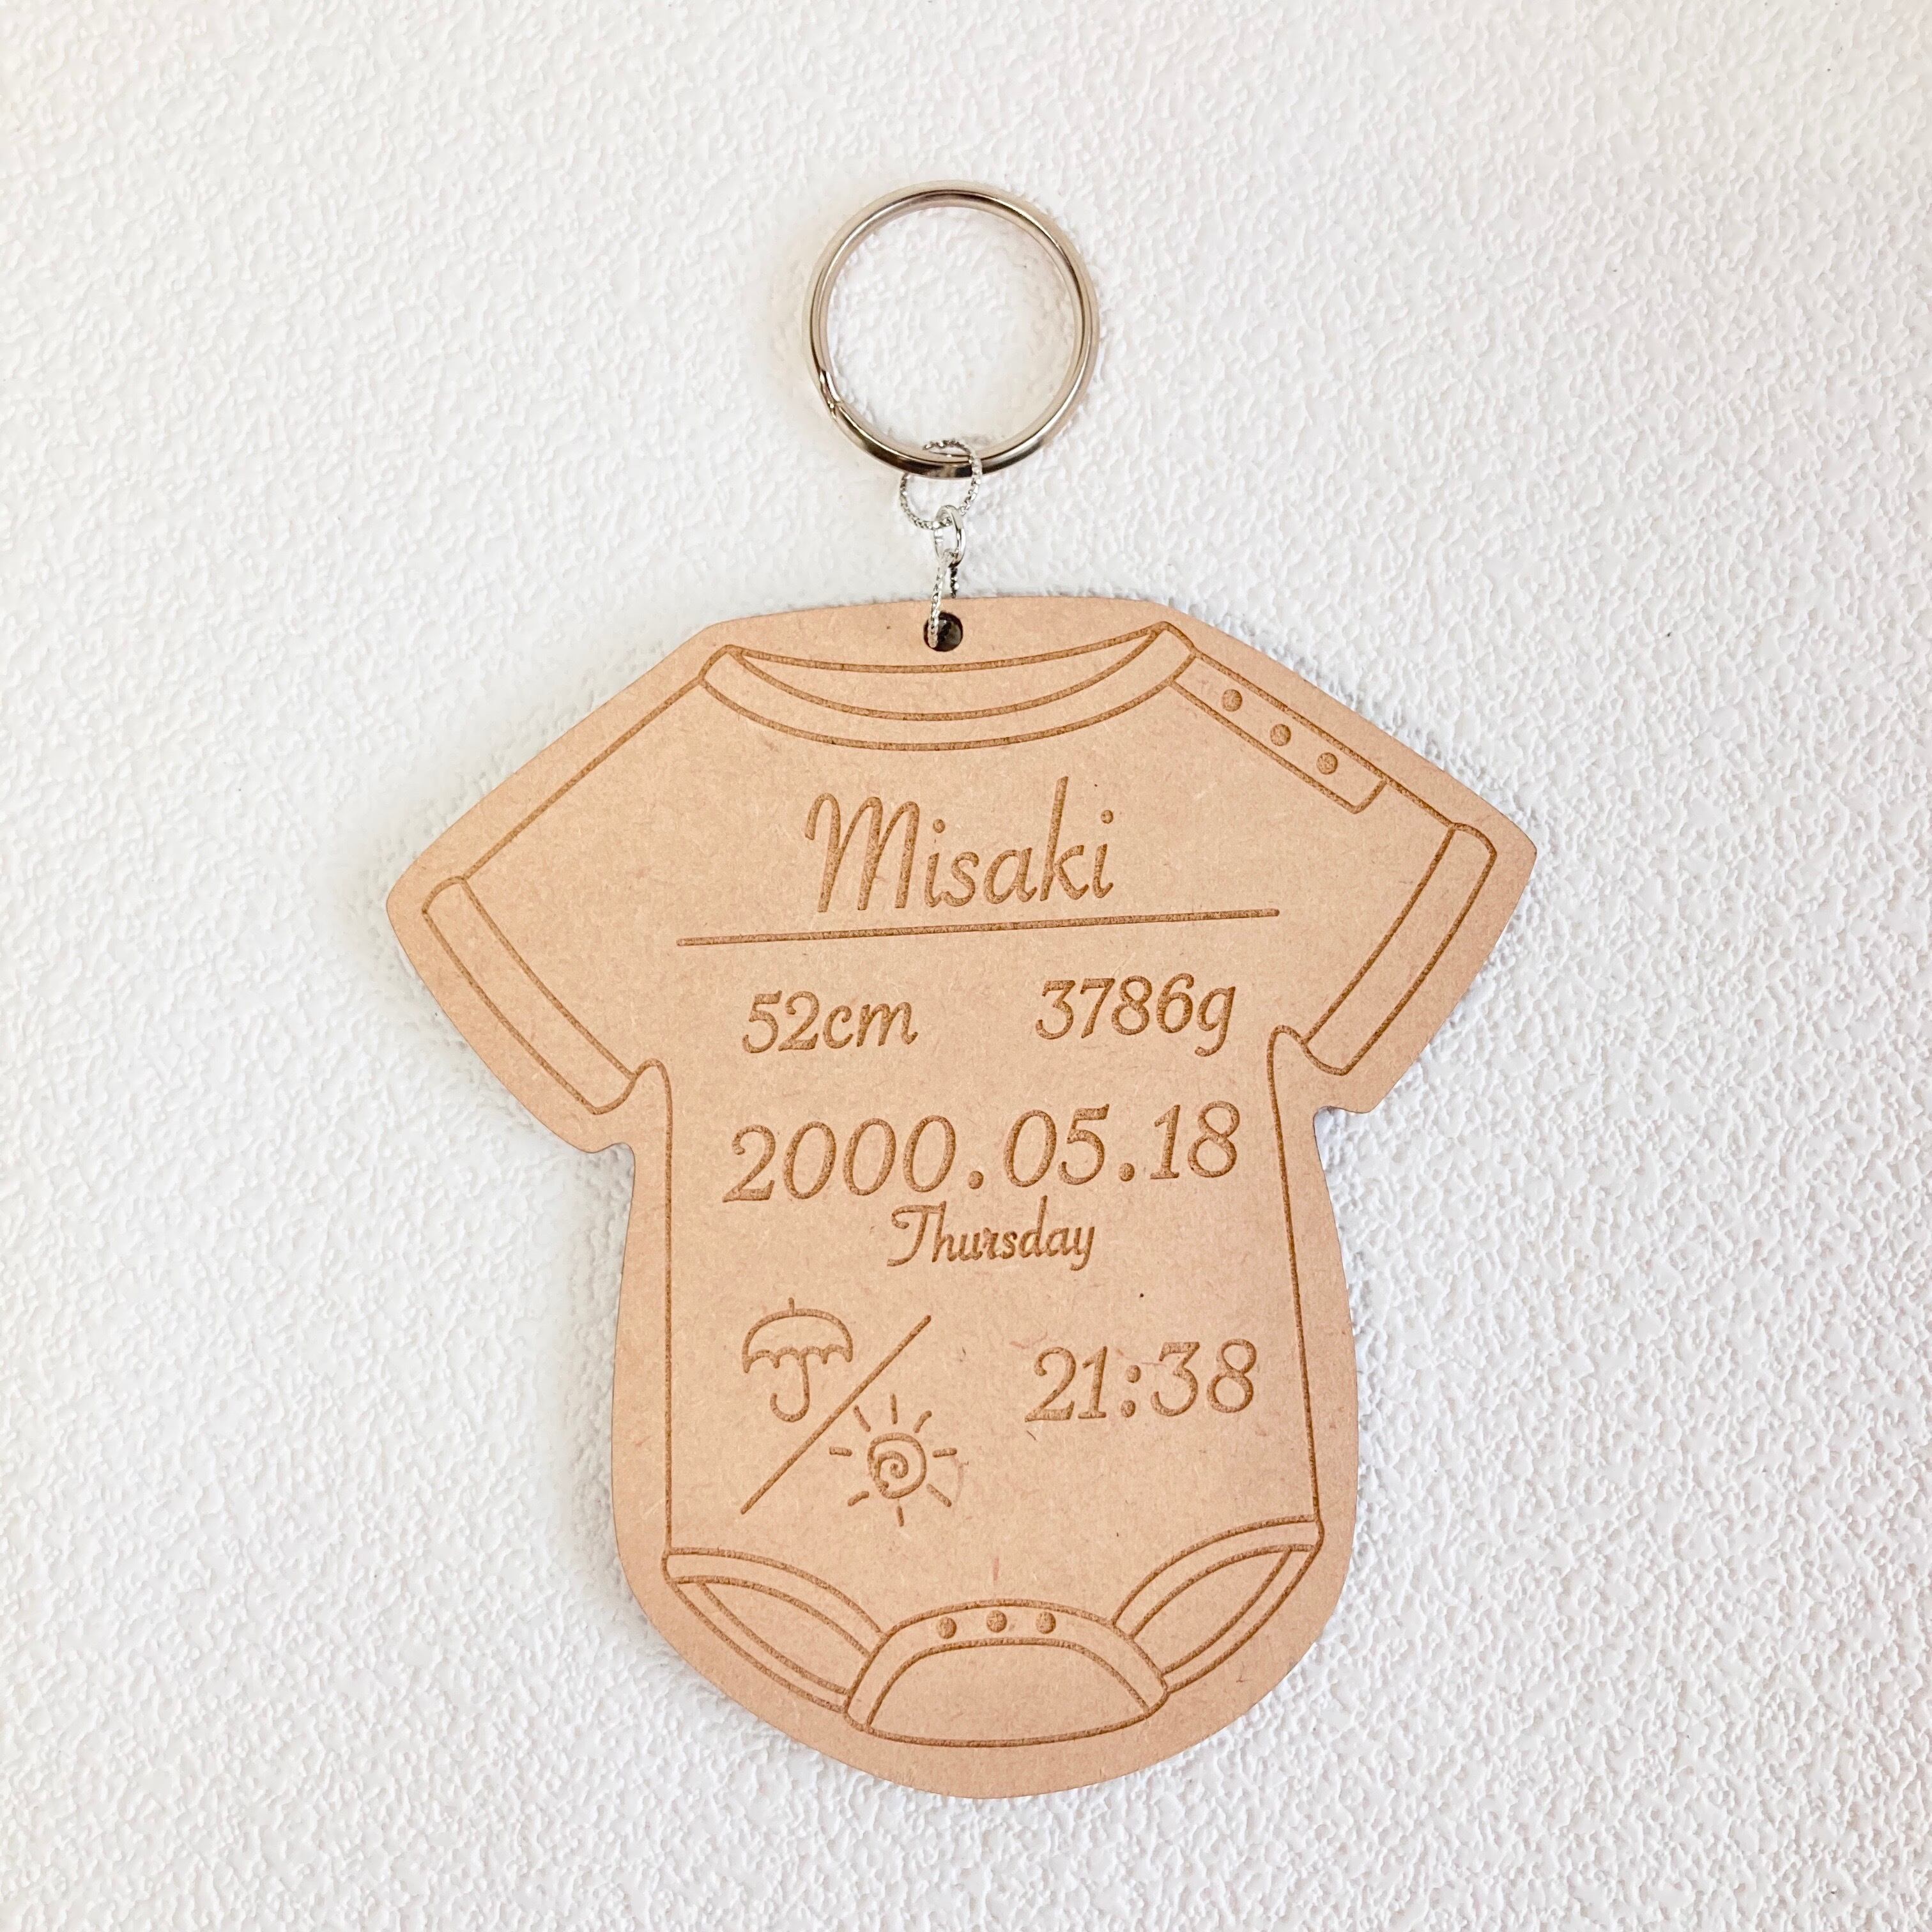 Misaki
52cm 3786g
2000.05.18
Thursday
21:38